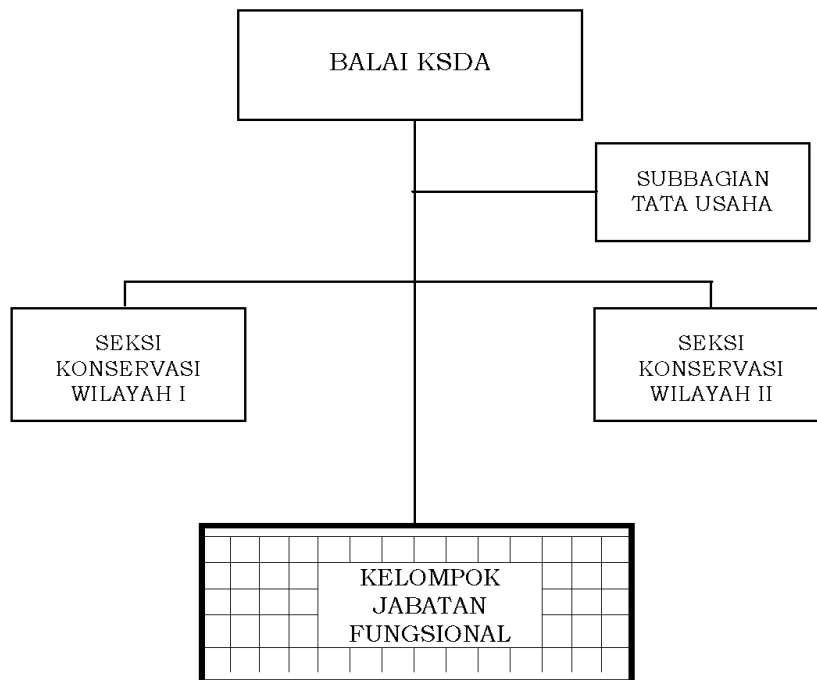 BALAI KSDA
SUBBAGIAN
TATA USAHA
SEKSI
KONSERVASI
WILAYAH I
SEKSI
KONSERVASI
WILAYAH II
KELOMPOK
JABATAN
FUNGSIONAL